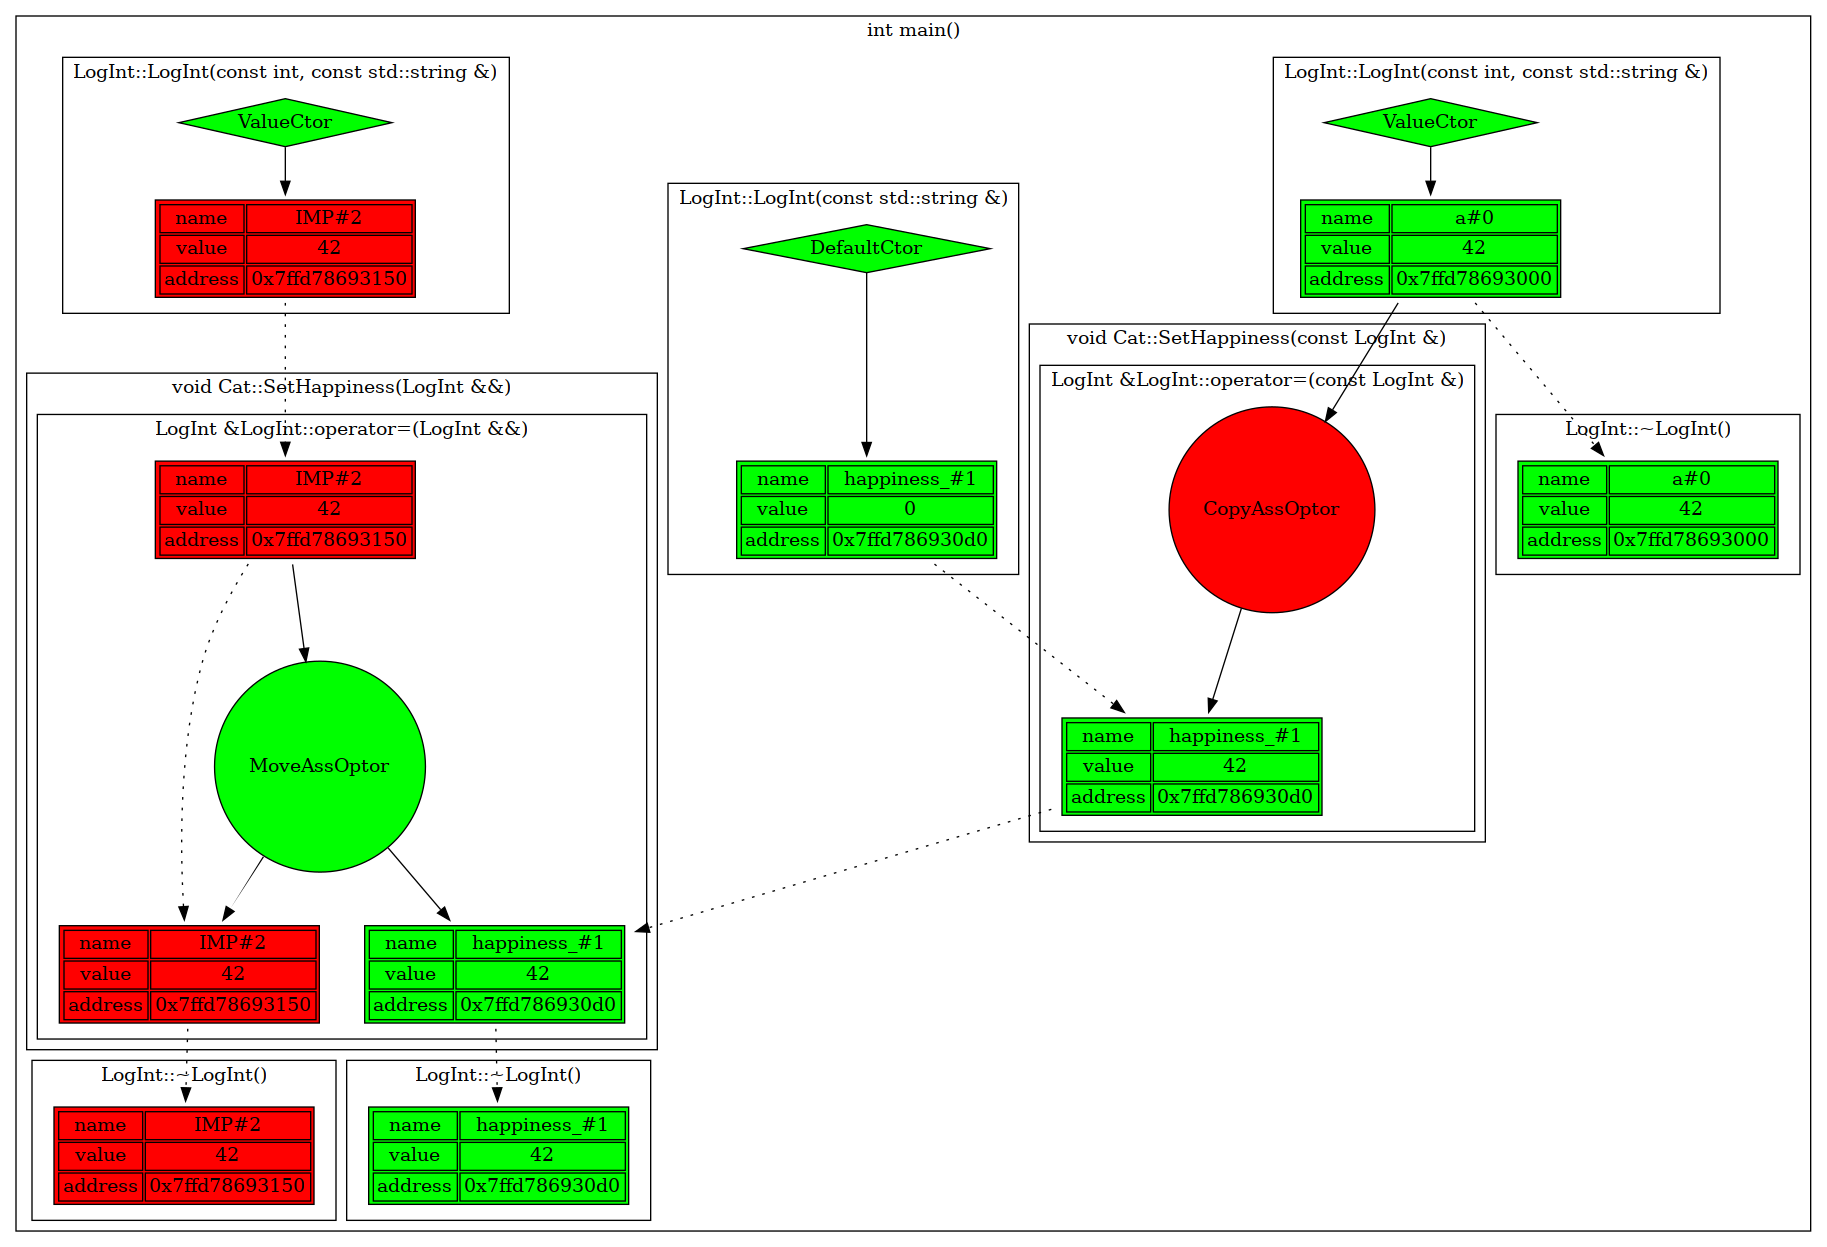 int main()
LogInt::LogInt(const int, const std::string &)
ValueCtor
name IMP#2
value 42
address 0x7ffd78693150
LogInt::LogInt(const int, const std::string &)
ValueCtor
name a#0
value 42
address 0x7ffd78693000
LogInt::LogInt(const std::string &)
DefaultCtor
name happiness_#1
value 0
address 0x7ffd786930d0
void Cat::SetHappiness(const LogInt &)
LogInt &LogInt::operator=(const LogInt &)
CopyAssOptor
name happiness_#1
value 42
address 0x7ffd786930d0
LogInt::~LogInt()
name a#0
value 42
address 0x7ffd78693000
void Cat::SetHappiness(LogInt &&)
LogInt &LogInt::operator=(LogInt &&)
name IMP#2
value 42
address 0x7ffd78693150
MoveAssOptor
name IMP#2
value 42
address 0x7ffd78693150
name happiness_#1
value 42
address 0x7ffd786930d0
LogInt::~LogInt()
name IMP#2
value 42
address 0x7ffd78693150
LogInt::~LogInt()
name happiness_#1
value 42
address 0x7ffd786930d0